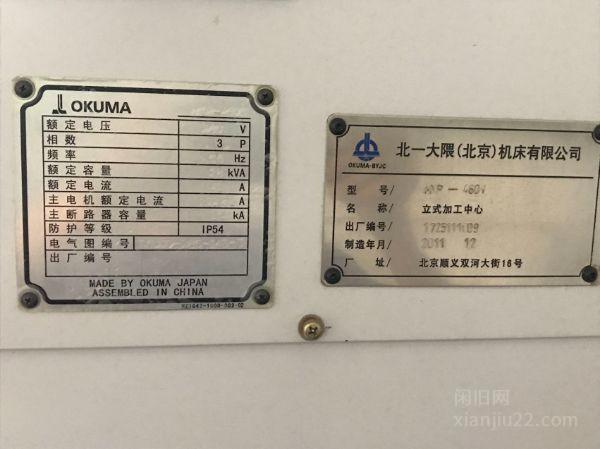 OKUMA
额定电压 V
相数 3 P
频率 Hz
额定容量 kVA
额定电流 A
主电机额定电流 A
主断路器容量 kA
防护等级 IP54
电气图编号
出厂编号
MADE BY OKUMA JAPAN
ASSEMBLED IN CHINA
OKUMA-BYJC
北一大隈(北京)机床有限公司
型号
名称 立式加工中心
出厂编号
制造年月 2011 12
厂址 北京顺义双河大街16号
闲旧网
xianjiu22.com